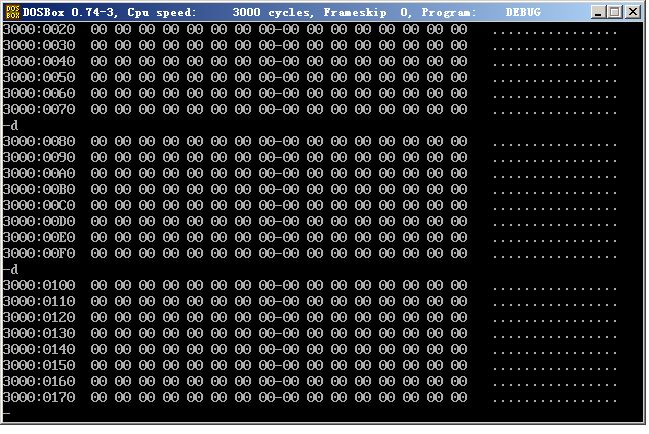 DOS BOX DOSBox 0.74-3, Cpu speed: 3000 cycles, Frameskip 0, Program: DEBUG
3000:0020 00 00 00 00 00 00 00 00-00 00 00 00 00 00 00 00 ................
3000:0030 00 00 00 00 00 00 00 00-00 00 00 00 00 00 00 00 ................
3000:0040 00 00 00 00 00 00 00 00-00 00 00 00 00 00 00 00 ................
3000:0050 00 00 00 00 00 00 00 00-00 00 00 00 00 00 00 00 ................
3000:0060 00 00 00 00 00 00 00 00-00 00 00 00 00 00 00 00 ................
3000:0070 00 00 00 00 00 00 00 00-00 00 00 00 00 00 00 00 ................
-d
3000:0080 00 00 00 00 00 00 00 00-00 00 00 00 00 00 00 00 ................
3000:0090 00 00 00 00 00 00 00 00-00 00 00 00 00 00 00 00 ................
3000:00A0 00 00 00 00 00 00 00 00-00 00 00 00 00 00 00 00 ................
3000:00B0 00 00 00 00 00 00 00 00-00 00 00 00 00 00 00 00 ................
3000:00C0 00 00 00 00 00 00 00 00-00 00 00 00 00 00 00 00 ................
3000:00D0 00 00 00 00 00 00 00 00-00 00 00 00 00 00 00 00 ................
3000:00E0 00 00 00 00 00 00 00 00-00 00 00 00 00 00 00 00 ................
3000:00F0 00 00 00 00 00 00 00 00-00 00 00 00 00 00 00 00 ................
-d
3000:0100 00 00 00 00 00 00 00 00-00 00 00 00 00 00 00 00 ................
3000:0110 00 00 00 00 00 00 00 00-00 00 00 00 00 00 00 00 ................
3000:0120 00 00 00 00 00 00 00 00-00 00 00 00 00 00 00 00 ................
3000:0130 00 00 00 00 00 00 00 00-00 00 00 00 00 00 00 00 ................
3000:0140 00 00 00 00 00 00 00 00-00 00 00 00 00 00 00 00 ................
3000:0150 00 00 00 00 00 00 00 00-00 00 00 00 00 00 00 00 ................
3000:0160 00 00 00 00 00 00 00 00-00 00 00 00 00 00 00 00 ................
3000:0170 00 00 00 00 00 00 00 00-00 00 00 00 00 00 00 00 ................
-